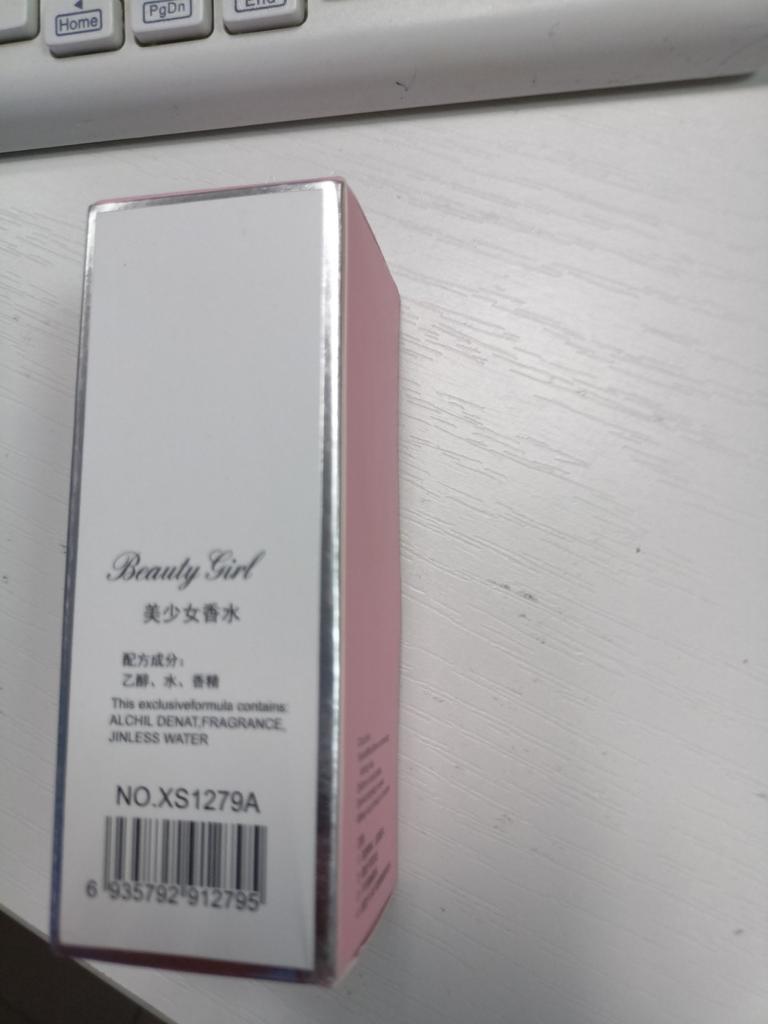 Home
PgDn
End
Beauty Girl
美少女香水
配方成分:
乙醇、水、香精
This exclusiveformula contains:
ALCHIL DENAT,FRAGRANCE,
JINLESS WATER
NO.XS1279A
6 935792 912795